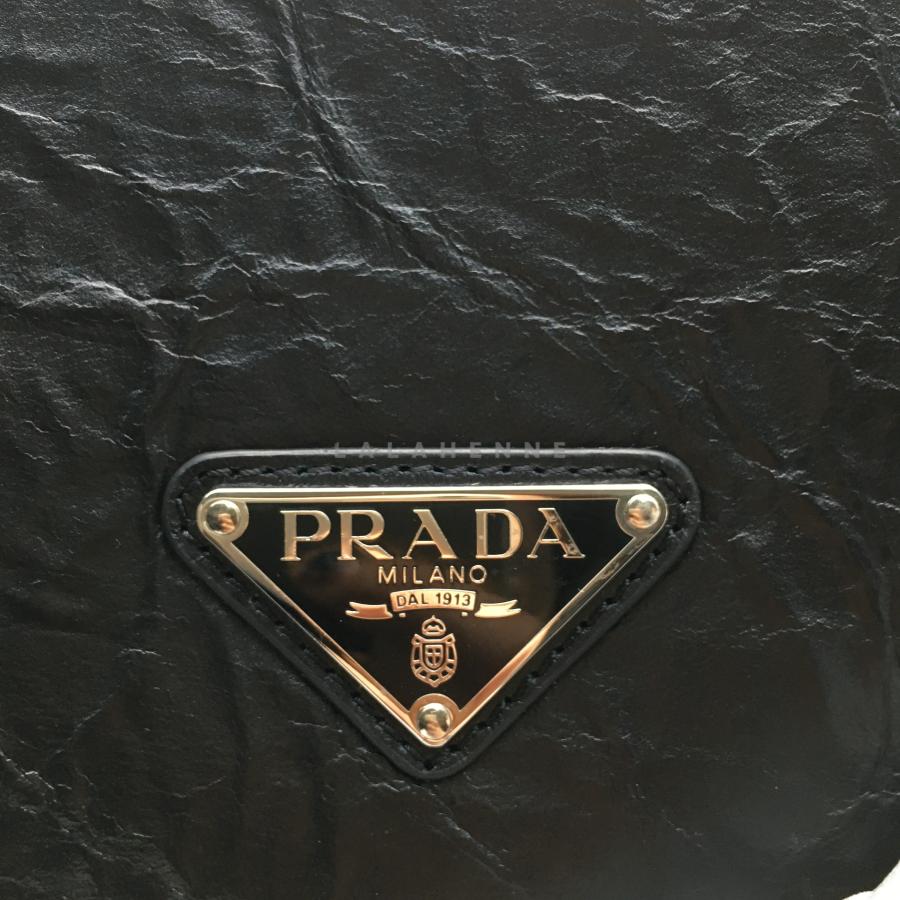 LALAHENNE
PRADA
MILANO
DAL 1913